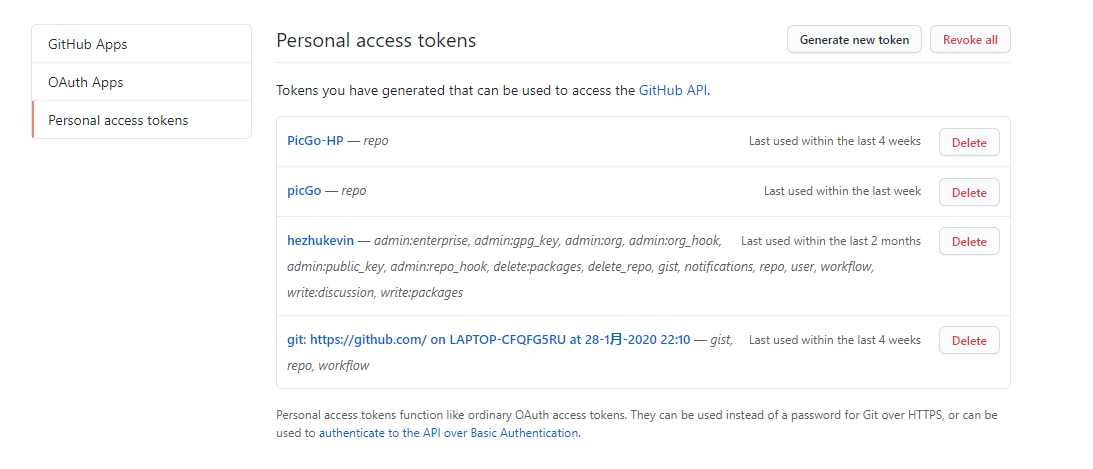 GitHub Apps
OAuth Apps
Personal access tokens
Personal access tokens
Generate new token
Revoke all
Tokens you have generated that can be used to access the GitHub API.
PicGo-HP — repo
Last used within the last 4 weeks
Delete
picGo — repo
Last used within the last week
Delete
hezhukevin — admin:enterprise, admin:gpg_key, admin:org, admin:org_hook,
admin:public_key, admin:repo_hook, delete:packages, delete_repo, gist, notifications, repo, user, workflow,
write:discussion, write:packages
Last used within the last 2 months
Delete
git: https://github.com/ on LAPTOP-CFQFG5RU at 28-1月-2020 22:10 — gist,
repo, workflow
Last used within the last 4 weeks
Delete
Personal access tokens function like ordinary OAuth access tokens. They can be used instead of a password for Git over HTTPS, or can be
used to authenticate to the API over Basic Authentication.